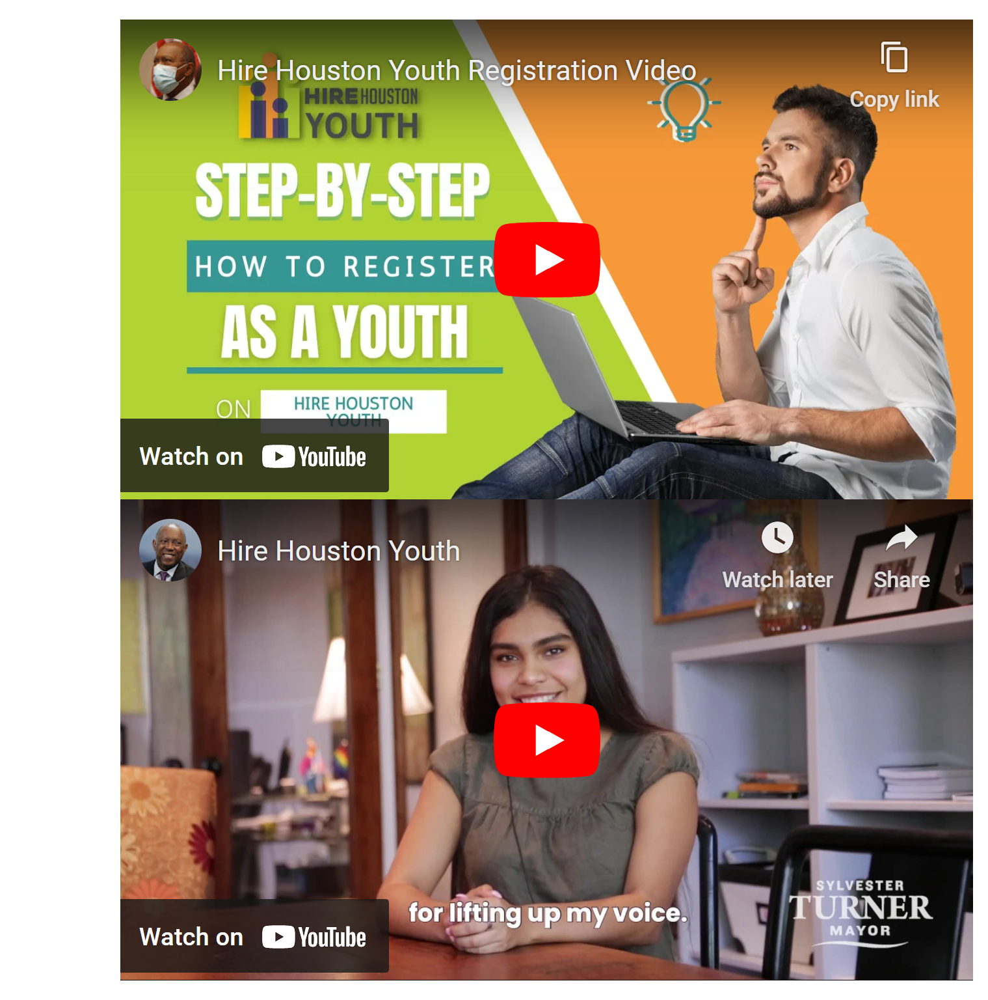 Hire Houston Youth Registration Video
Copy link
HIRE HOUSTON
YOUTH
STEP-BY-STEP
HOW TO REGISTER
AS A YOUTH
ON
HIRE HOUSTON
YOUTH
Watch on YouTube
Hire Houston Youth
Watch later
Share
for lifting up my voice.
SYLVESTER
TURNER
MAYOR
Watch on YouTube